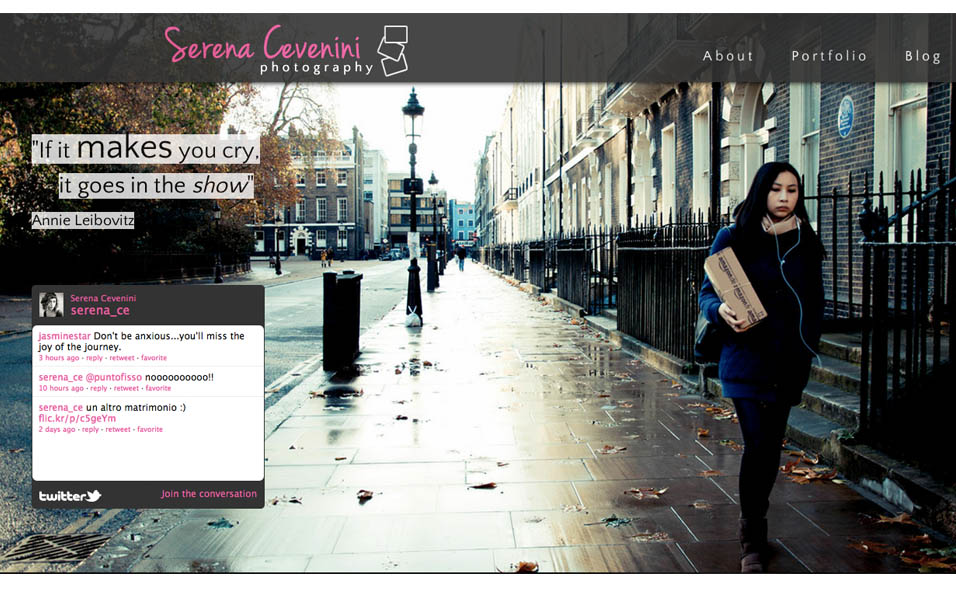 Serena Cevenini
photography
About Portfolio Blog
"If it makes you cry,
it goes in the show"
Annie Leibovitz
Serena Cevenini
serena_ce
jasminestar Don't be anxious...you'll miss the
joy of the journey.
3 hours ago · reply · retweet · favorite
serena_ce @puntofisso noooooooooo!!
10 hours ago · reply · retweet · favorite
serena_ce un altro matrimonio :)
flic.kr/p/c5geYm
2 days ago · reply · retweet · favorite
twitter Join the conversation